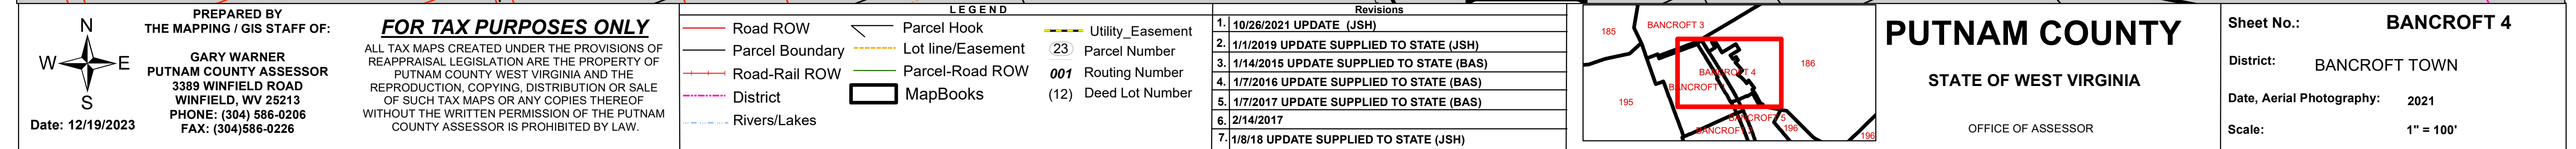 N
W
E
S
Date: 12/19/2023
PREPARED BY
THE MAPPING / GIS STAFF OF:
GARY WARNER
PUTNAM COUNTY ASSESSOR
3389 WINFIELD ROAD
WINFIELD, WV 25213
PHONE: (304) 586-0206
FAX: (304)586-0226
FOR TAX PURPOSES ONLY
ALL TAX MAPS CREATED UNDER THE PROVISIONS OF
REAPPRAISAL LEGISLATION ARE THE PROPERTY OF
PUTNAM COUNTY WEST VIRGINIA AND THE
REPRODUCTION, COPYING, DISTRIBUTION OR SALE
OF SUCH TAX MAPS OR ANY COPIES THEREOF
WITHOUT THE WRITTEN PERMISSION OF THE PUTNAM
COUNTY ASSESSOR IS PROHIBITED BY LAW.
LEGEND
Road ROW
Parcel Boundary
Road-Rail ROW
District
Rivers/Lakes
Parcel Hook
Lot line/Easement
Parcel-Road ROW
MapBooks
Utility_Easement
23 Parcel Number
001 Routing Number
(12) Deed Lot Number
Revisions
1. 10/26/2021 UPDATE (JSH)
2. 1/1/2019 UPDATE SUPPLIED TO STATE (JSH)
3. 1/14/2015 UPDATE SUPPLIED TO STATE (BAS)
4. 1/7/2016 UPDATE SUPPLIED TO STATE (BAS)
5. 1/7/2017 UPDATE SUPPLIED TO STATE (BAS)
6. 2/14/2017
7. 1/8/18 UPDATE SUPPLIED TO STATE (JSH)
BANCROFT 3
185
186
BANCROFT 4
BANCROFT
195
BANCROFT 5
BANCROFT
196
196
PUTNAM COUNTY
STATE OF WEST VIRGINIA
OFFICE OF ASSESSOR
Sheet No.: BANCROFT 4
District: BANCROFT TOWN
Date, Aerial Photography: 2021
Scale: 1" = 100'